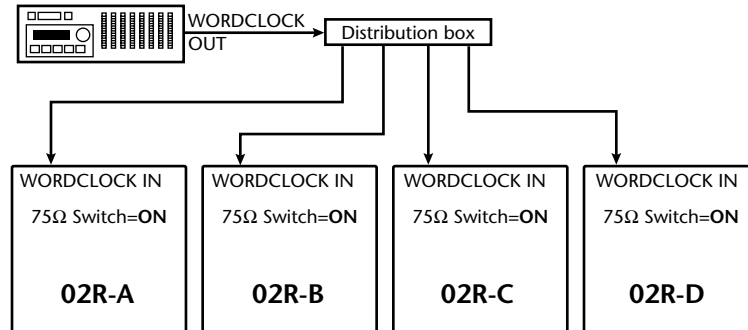 WORDCLOCK
OUT
Distribution box
WORDCLOCK IN
75Ω Switch=ON
02R-A
WORDCLOCK IN
75Ω Switch=ON
02R-B
WORDCLOCK IN
75Ω Switch=ON
02R-C
WORDCLOCK IN
75Ω Switch=ON
02R-D